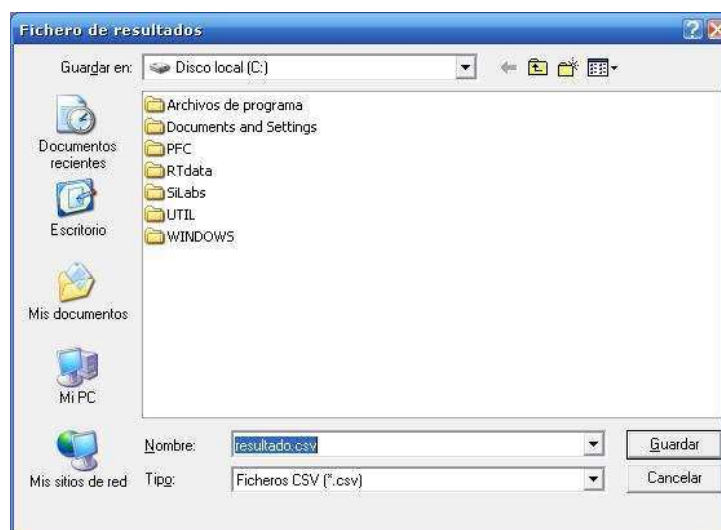 Fichero de resultados
Guardar en: Disco local (C:)
Documentos
recientes
Escritorio
Mis documentos
Mi PC
Mis sitios de red
Archivos de programa
Documents and Settings
PFC
RTdata
SiLabs
UTIL
WINDOWS
Nombre: resultado.csv Guardar
Tipo: Ficheros CSV (*.csv) Cancelar